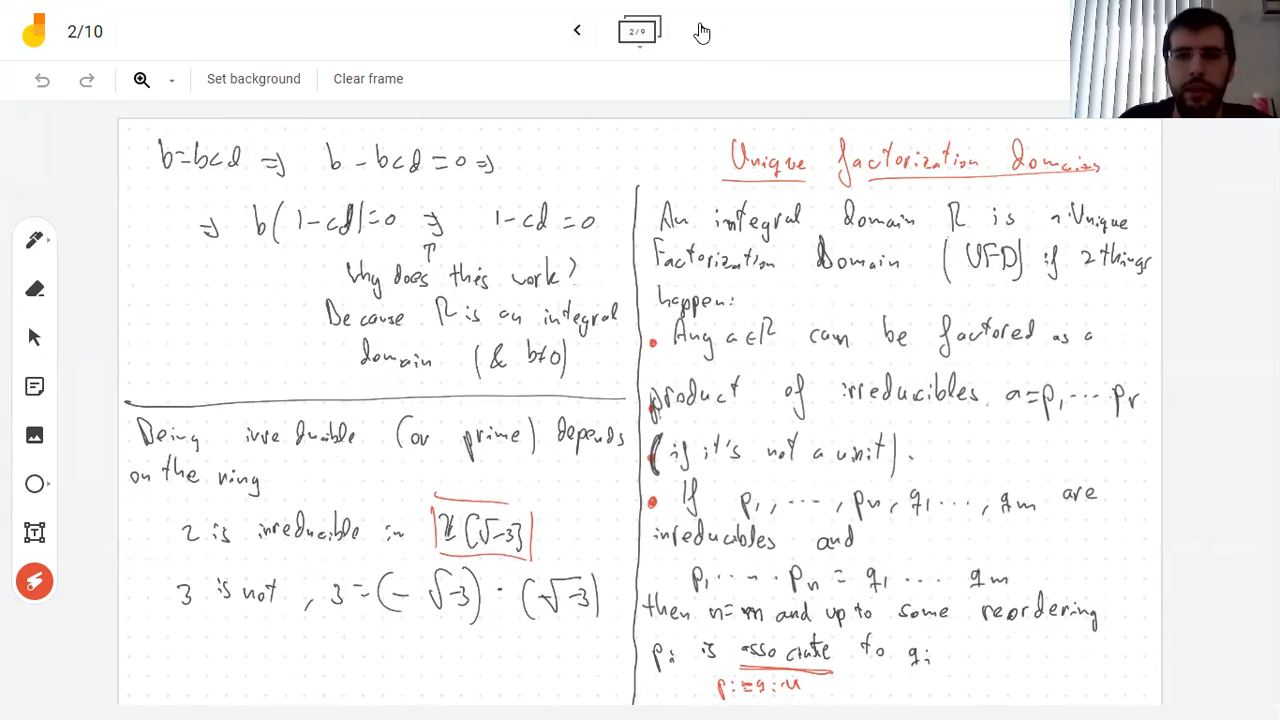 2/10
2/9
Set background
Clear frame
b=bcd ⇒ b - bcd = 0 ⇒
⇒ b(1-cd)=0 ⇒ 1-cd=0
↑
Why does this work?
Because R is an integral
domain (& b≠0)
Being irreducible (or prime) depends
on the ring
2 is irreducible in ℤ[√-3]
3 is not, 3=(-√-3)·(√-3)
Unique factorization domains
An integral domain R is a Unique
Factorization Domain (UFD) if 2 things
happen:
• Any a∈R can be factored as a
product of irreducibles a=p₁⋯pr
(if it's not a unit).
• If p₁,⋯,pn,q₁⋯,qm are
irreducibles and
p₁⋯pn = q₁⋯qm
then n=m and up to some reordering
pi is associate to qi
pi=qi·u